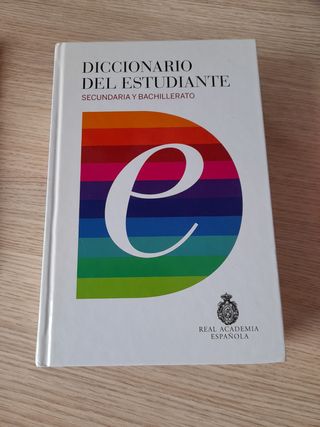 DICCIONARIO
DEL ESTUDIANTE
SECUNDARIA Y BACHILLERATO
e
REAL ACADEMIA
ESPAÑOLA